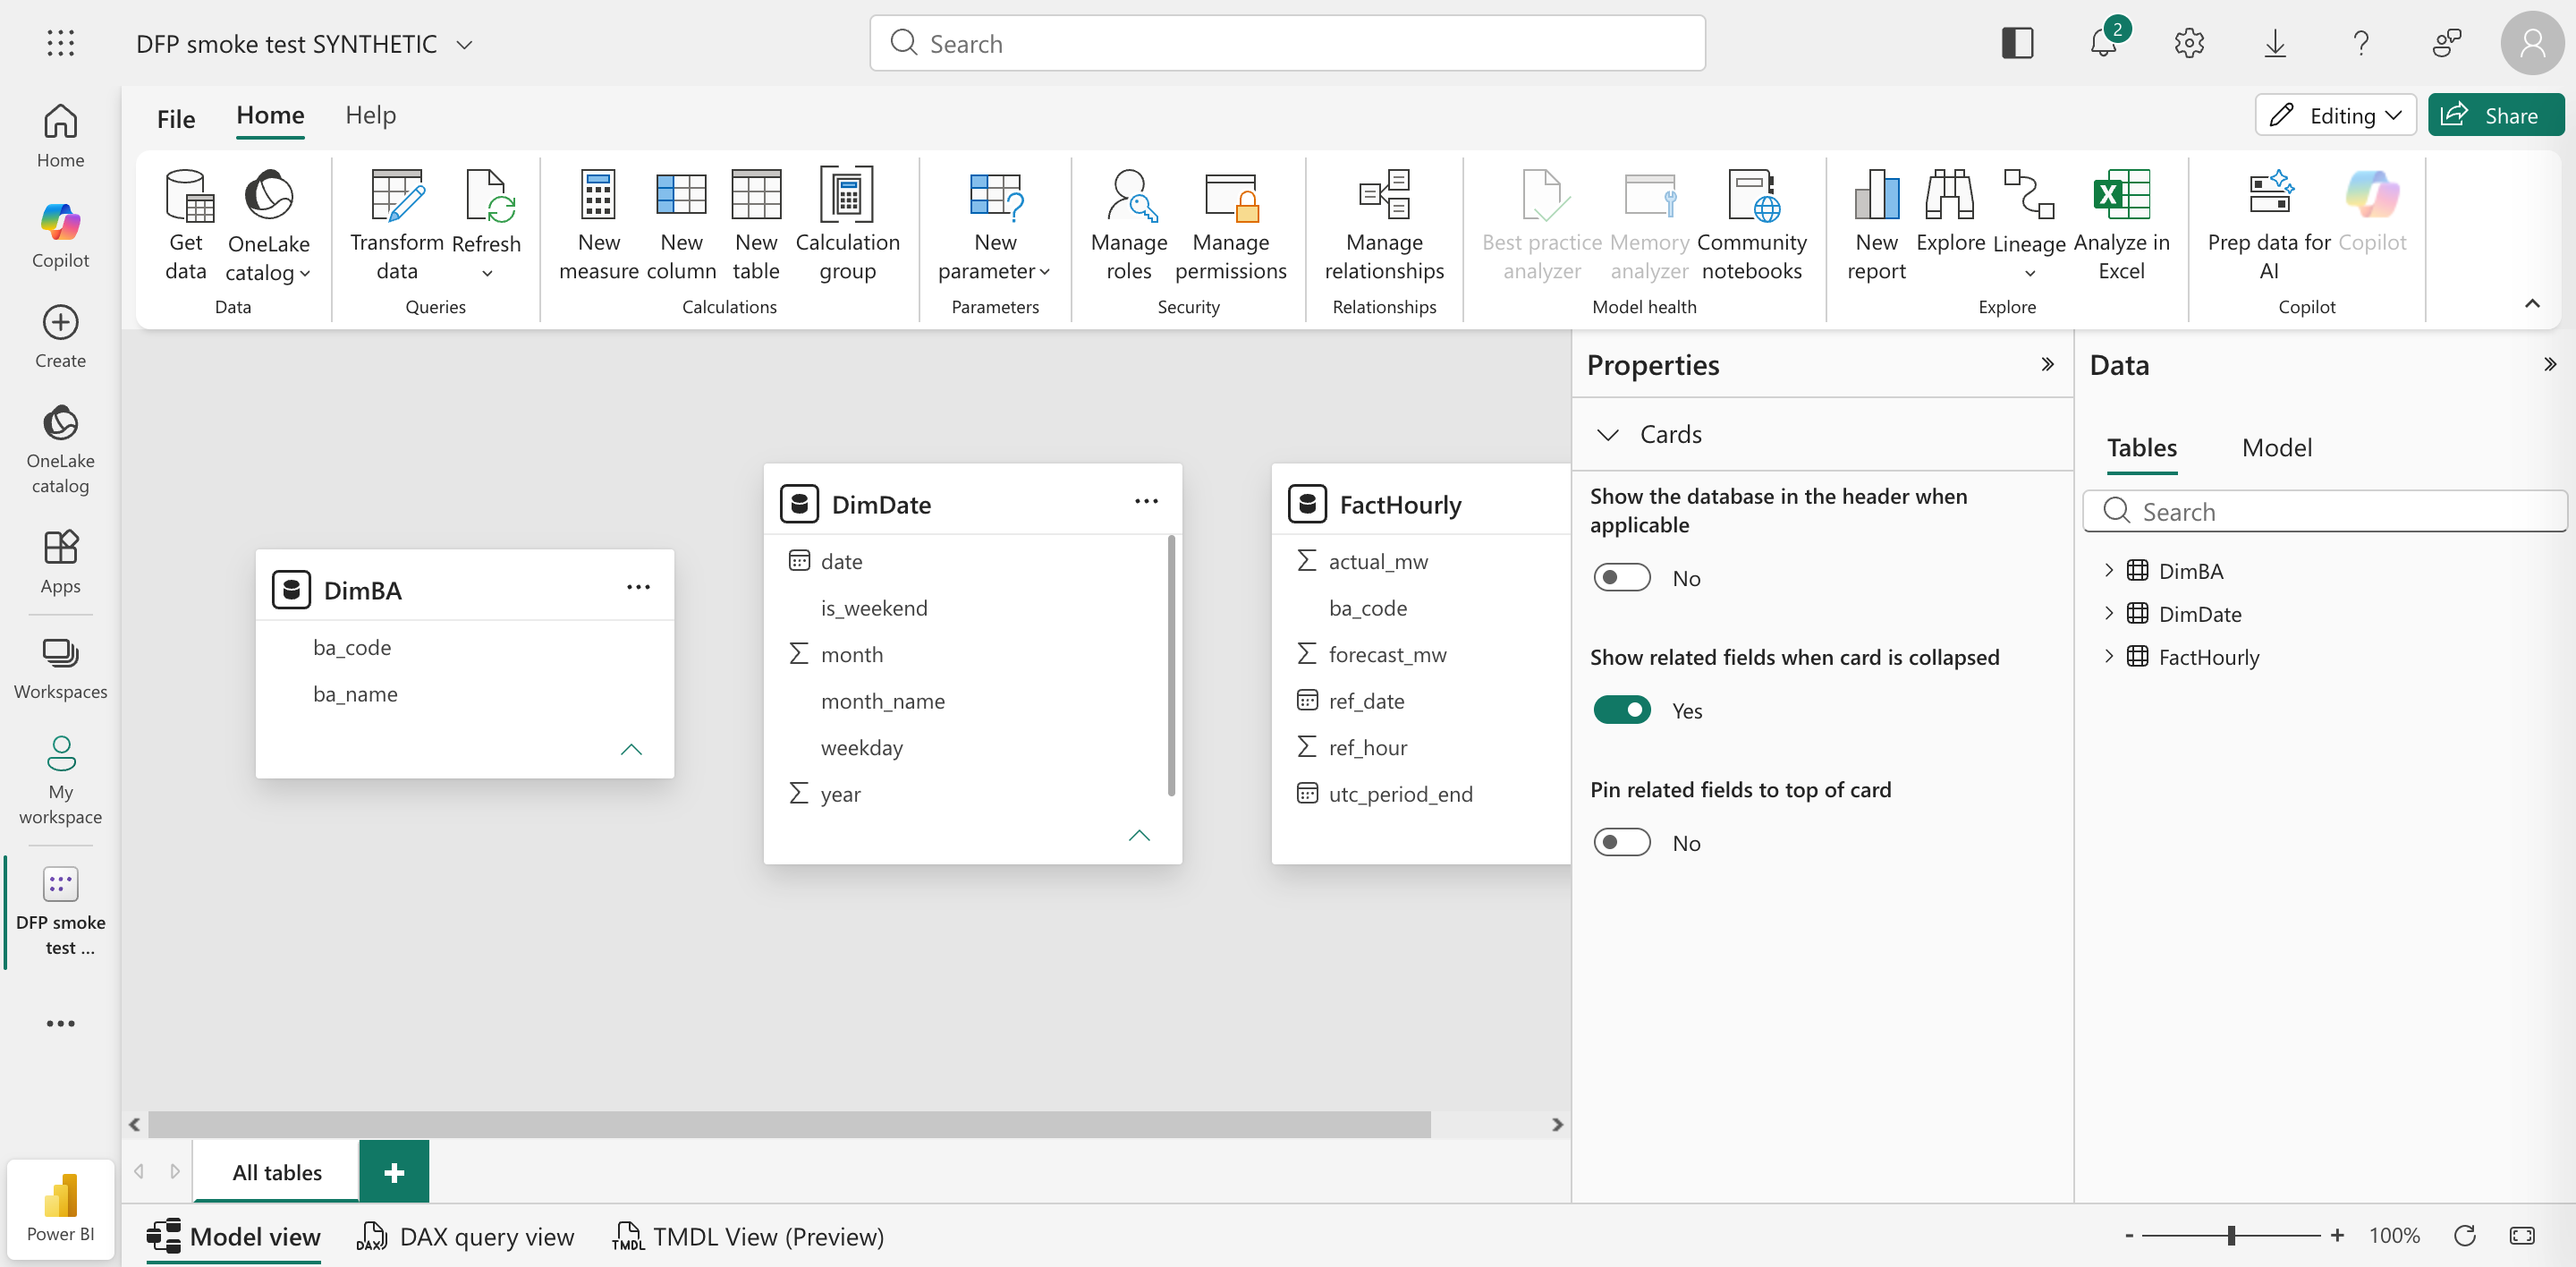 DFP smoke test SYNTHETIC
Search
2
Home
Copilot
Create
OneLake
catalog
Apps
Workspaces
My
workspace
DFP smoke
test ...
Power BI
File
Home
Help
Editing
Share
Get
data
OneLake
catalog
Data
Transform
data
Refresh
Queries
New
measure
New
column
New
table
Calculation
group
Calculations
New
parameter
Parameters
Manage
roles
Manage
permissions
Security
Manage
relationships
Relationships
Best practice
analyzer
Memory
analyzer
Community
notebooks
Model health
New
report
Explore
Lineage
Analyze in
Excel
Explore
Prep data for
AI
Copilot
Copilot
DimBA
ba_code
ba_name
DimDate
date
is_weekend
month
month_name
weekday
year
FactHourly
actual_mw
ba_code
forecast_mw
ref_date
ref_hour
utc_period_end
Properties
Cards
Show the database in the header when
applicable
No
Show related fields when card is collapsed
Yes
Pin related fields to top of card
No
Data
Tables
Model
Search
DimBA
DimDate
FactHourly
All tables
+
Model view
DAX
DAX query view
TMDL
TMDL View (Preview)
- + 100%